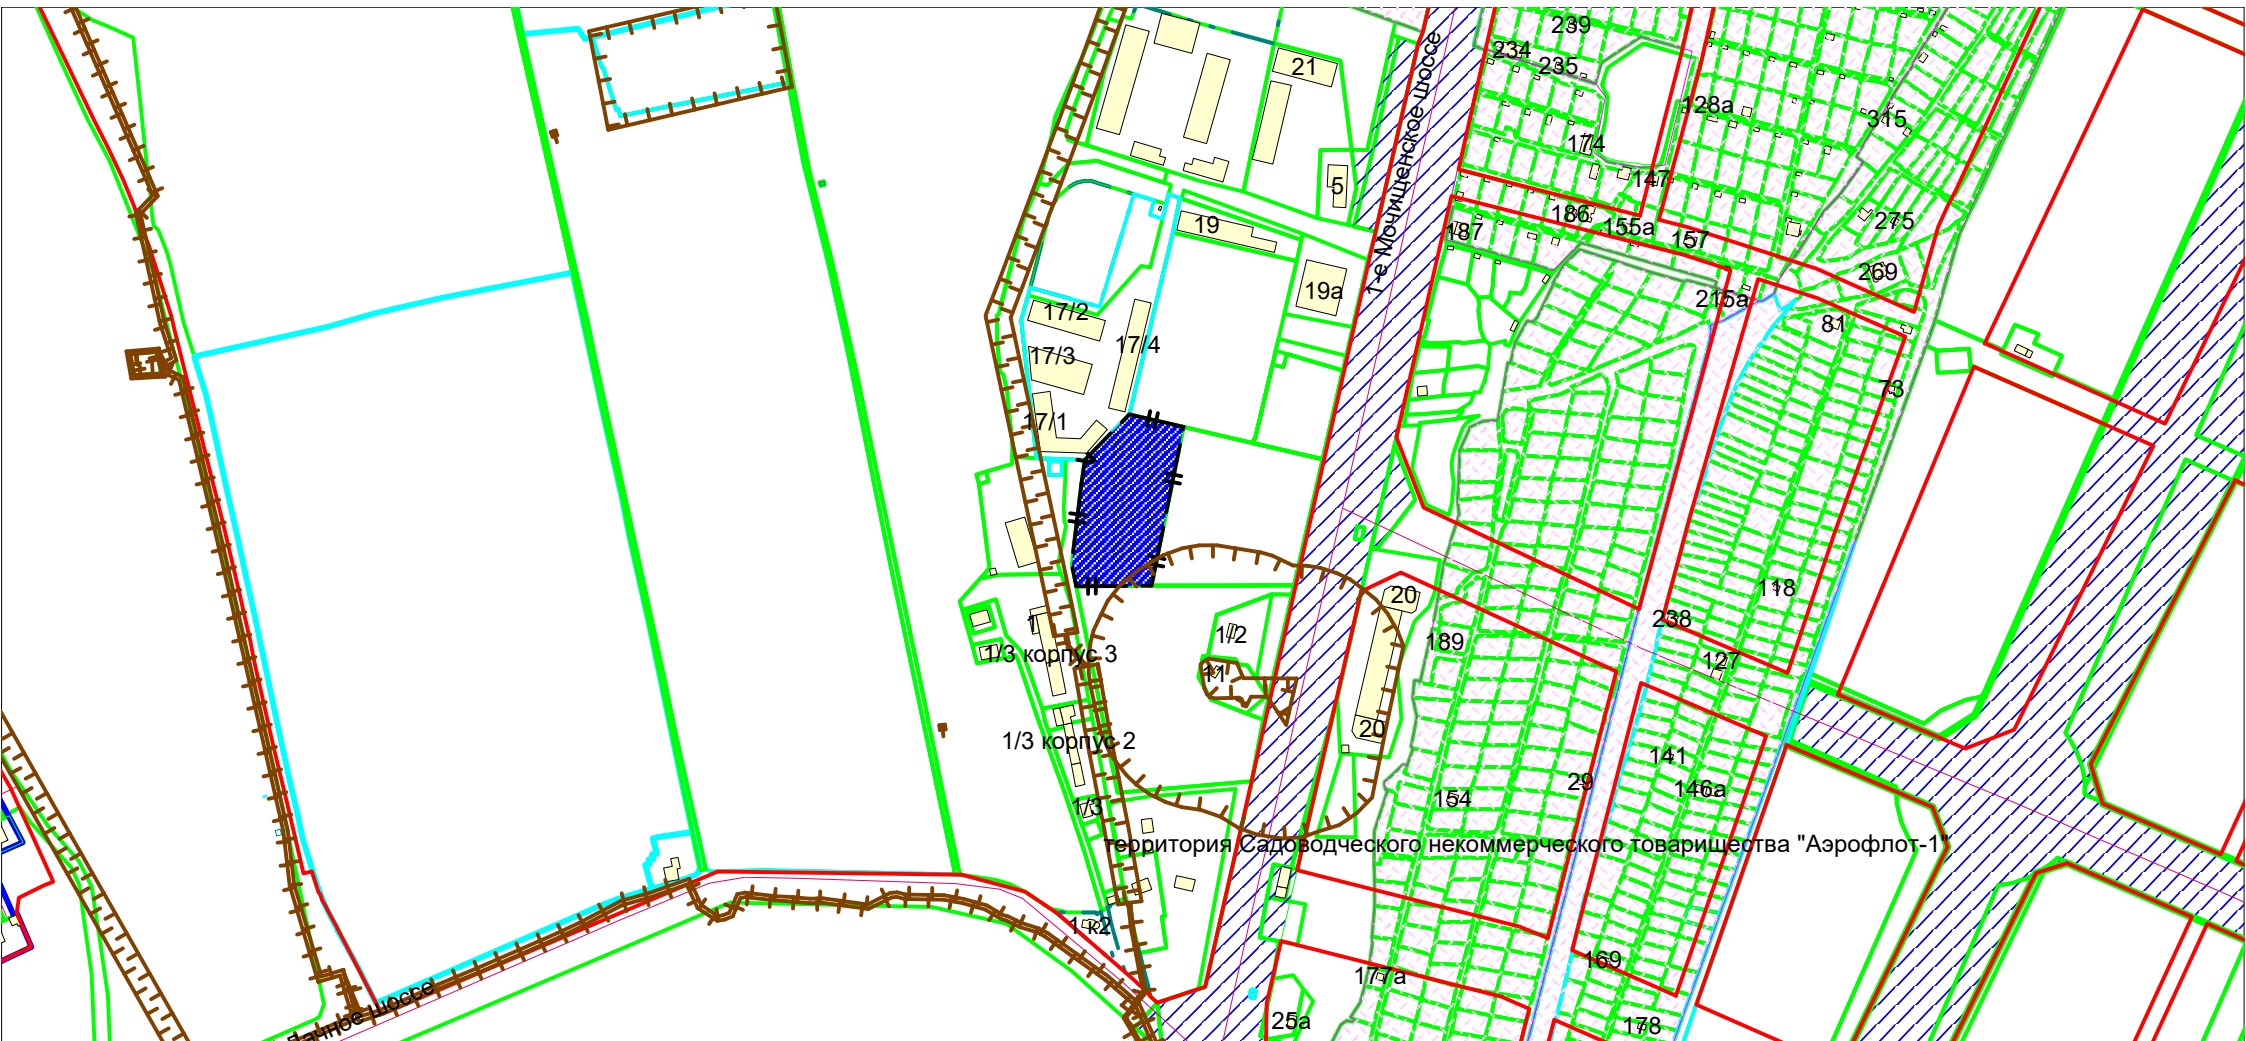 239
234
235
21
128а
315
174
5
147
1-е Мочищенское шоссе
186
187
155а
157
275
19
269
19а
215а
17/2
81
17/3
17/4
73
17/1
118
20
238
1
1/2
189
127
1/3 корпус 3
11
20
1/3 корпус 2
141
29
146а
154
1/3
территория Садоводческого некоммерческого товарищества "Аэрофлот-1"
1 к2
169
177а
Дачное шоссе
25а
178